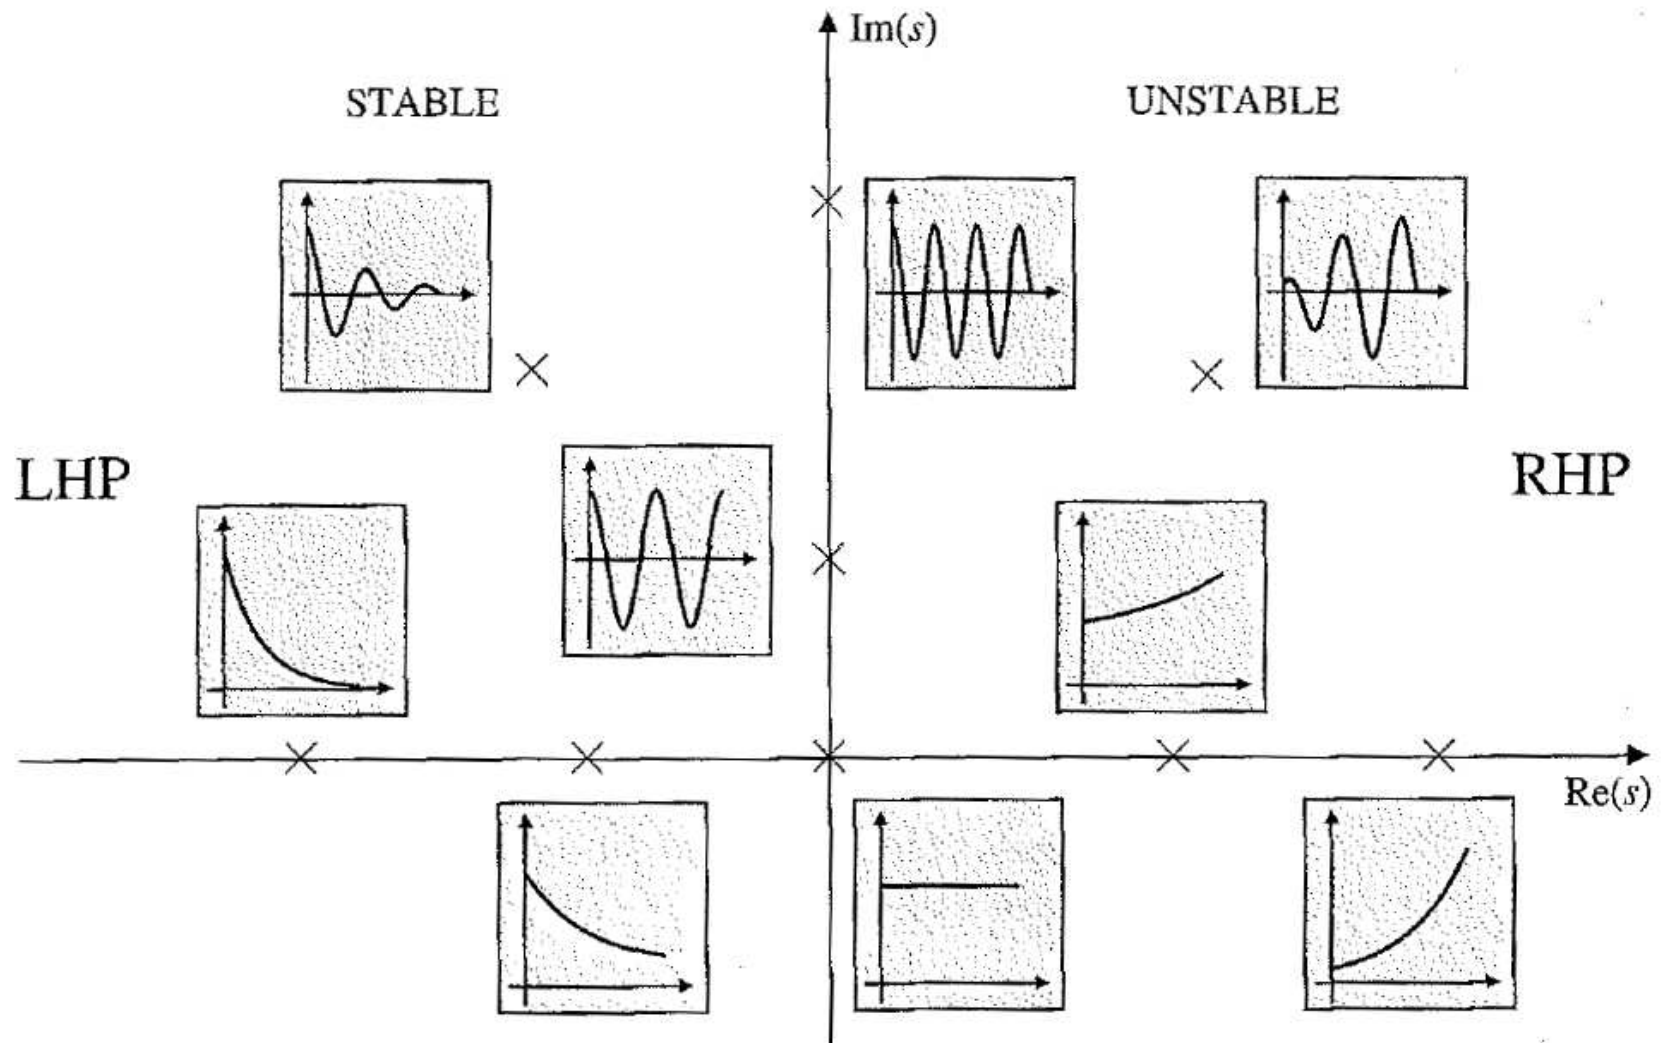 Im(s)
STABLE
UNSTABLE
LHP
RHP
Re(s)